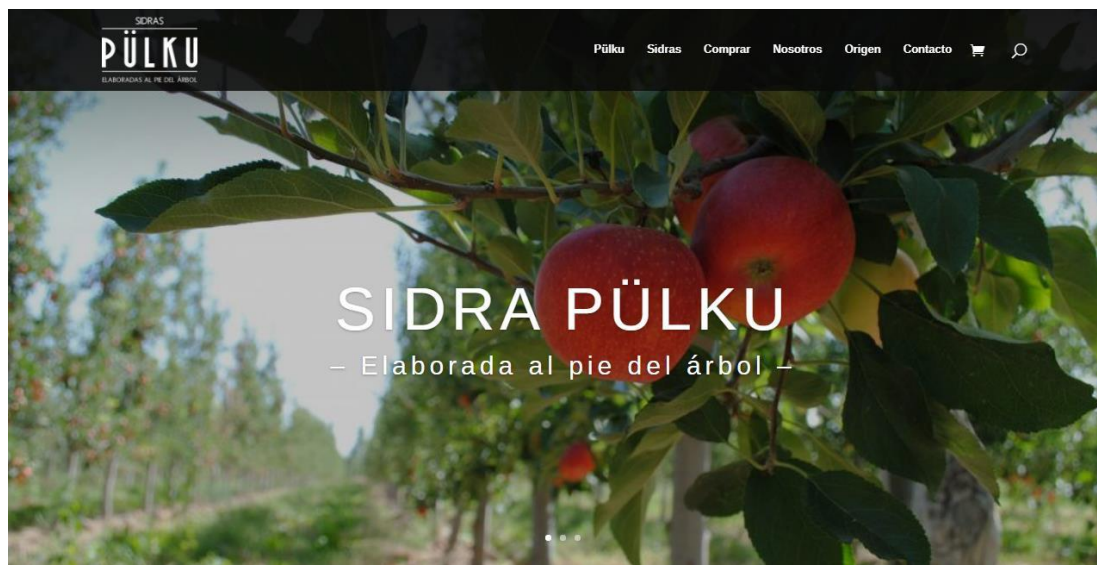 SIDRAS
PÜLKU
ELABORADAS AL PIE DEL ÁRBOL
Pülku Sidras Comprar Nosotros Origen Contacto
SIDRA PÜLKU
– Elaborada al pie del árbol –